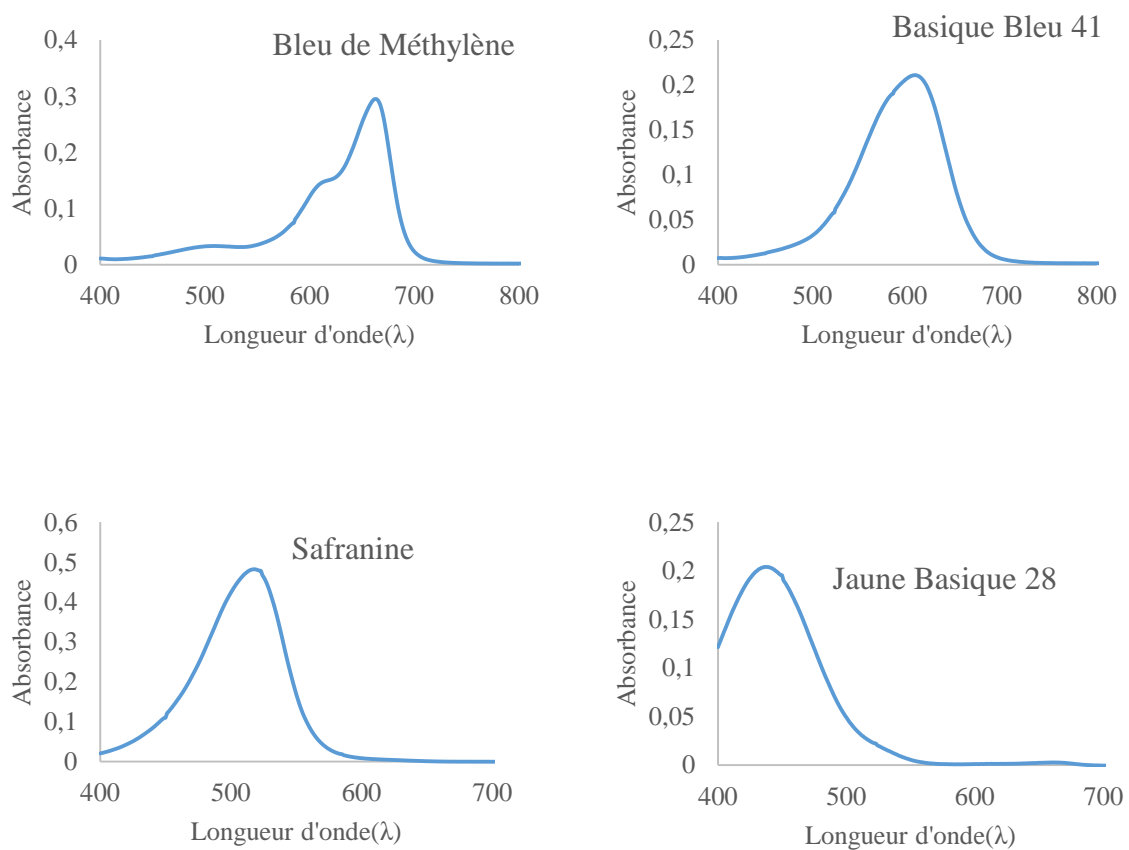 Bleu de Méthylène
0,4
0,3
0,2
0,1
0
400 500 600 700 800
Absorbance
Longueur d'onde(λ)
Basique Bleu 41
0,25
0,2
0,15
0,1
0,05
0
400 500 600 700 800
Absorbance
Longueur d'onde(λ)
Safranine
0,6
0,5
0,4
0,3
0,2
0,1
0
400 500 600 700
Absorbance
Longueur d'onde(λ)
Jaune Basique 28
0,25
0,2
0,15
0,1
0,05
0
400 500 600 700
Absorbance
Longueur d'onde(λ)